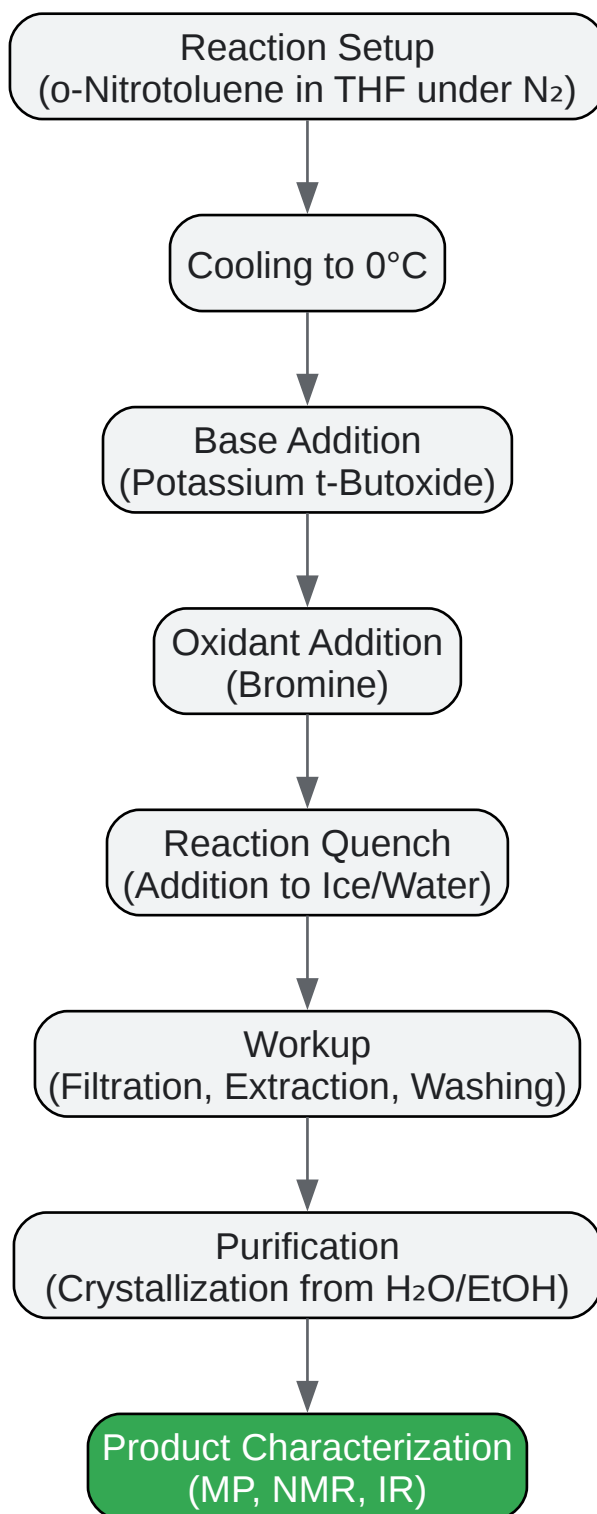 Reaction Setup
(o-Nitrotoluene in THF under N₂)
Cooling to 0°C
Base Addition
(Potassium t-Butoxide)
Oxidant Addition
(Bromine)
Reaction Quench
(Addition to Ice/Water)
Workup
(Filtration, Extraction, Washing)
Purification
(Crystallization from H₂O/EtOH)
Product Characterization
(MP, NMR, IR)